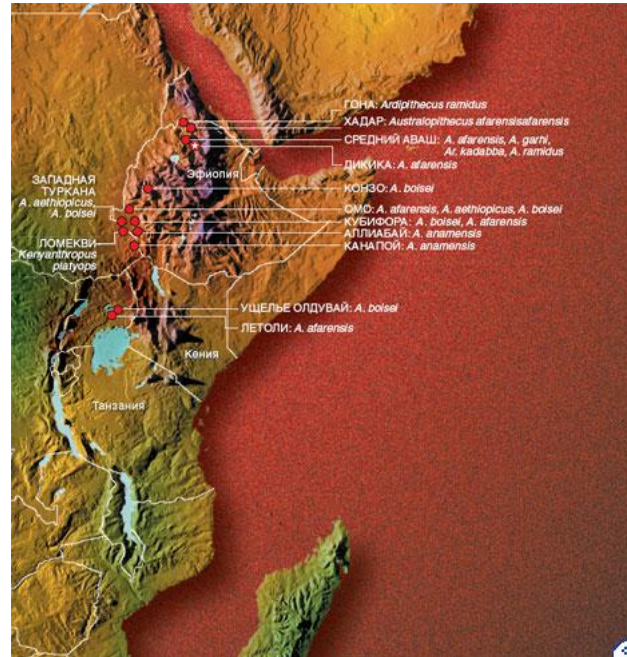 ГОНА: Ardipithecus ramidus
ХАДАР: Australopithecus afarensisafarensis
СРЕДНИЙ АВАШ: A. afarensis, A. garhi,
Ar. kadabba, A. ramidus
ДИКИКА: A. afarensis
Эфиопия
ЗАПАДНАЯ
ТУРКАНА
A. aethiopicus,
A. boisei
КОНЗО: A. boisei
ОМО: A. afarensis, A. aethiopicus, A. boisei
КУБИФОРА: A. boisei, A. afarensis
АЛЛИАБАЙ: A. anamensis
КАНАПОЙ: A. anamensis
ЛОМЕКВИ
Kenyanthropus
platyops
УЩЕЛЬЕ ОЛДУВАЙ: A. boisei
ЛЕТОЛИ: A. afarensis
Кения
Танзания